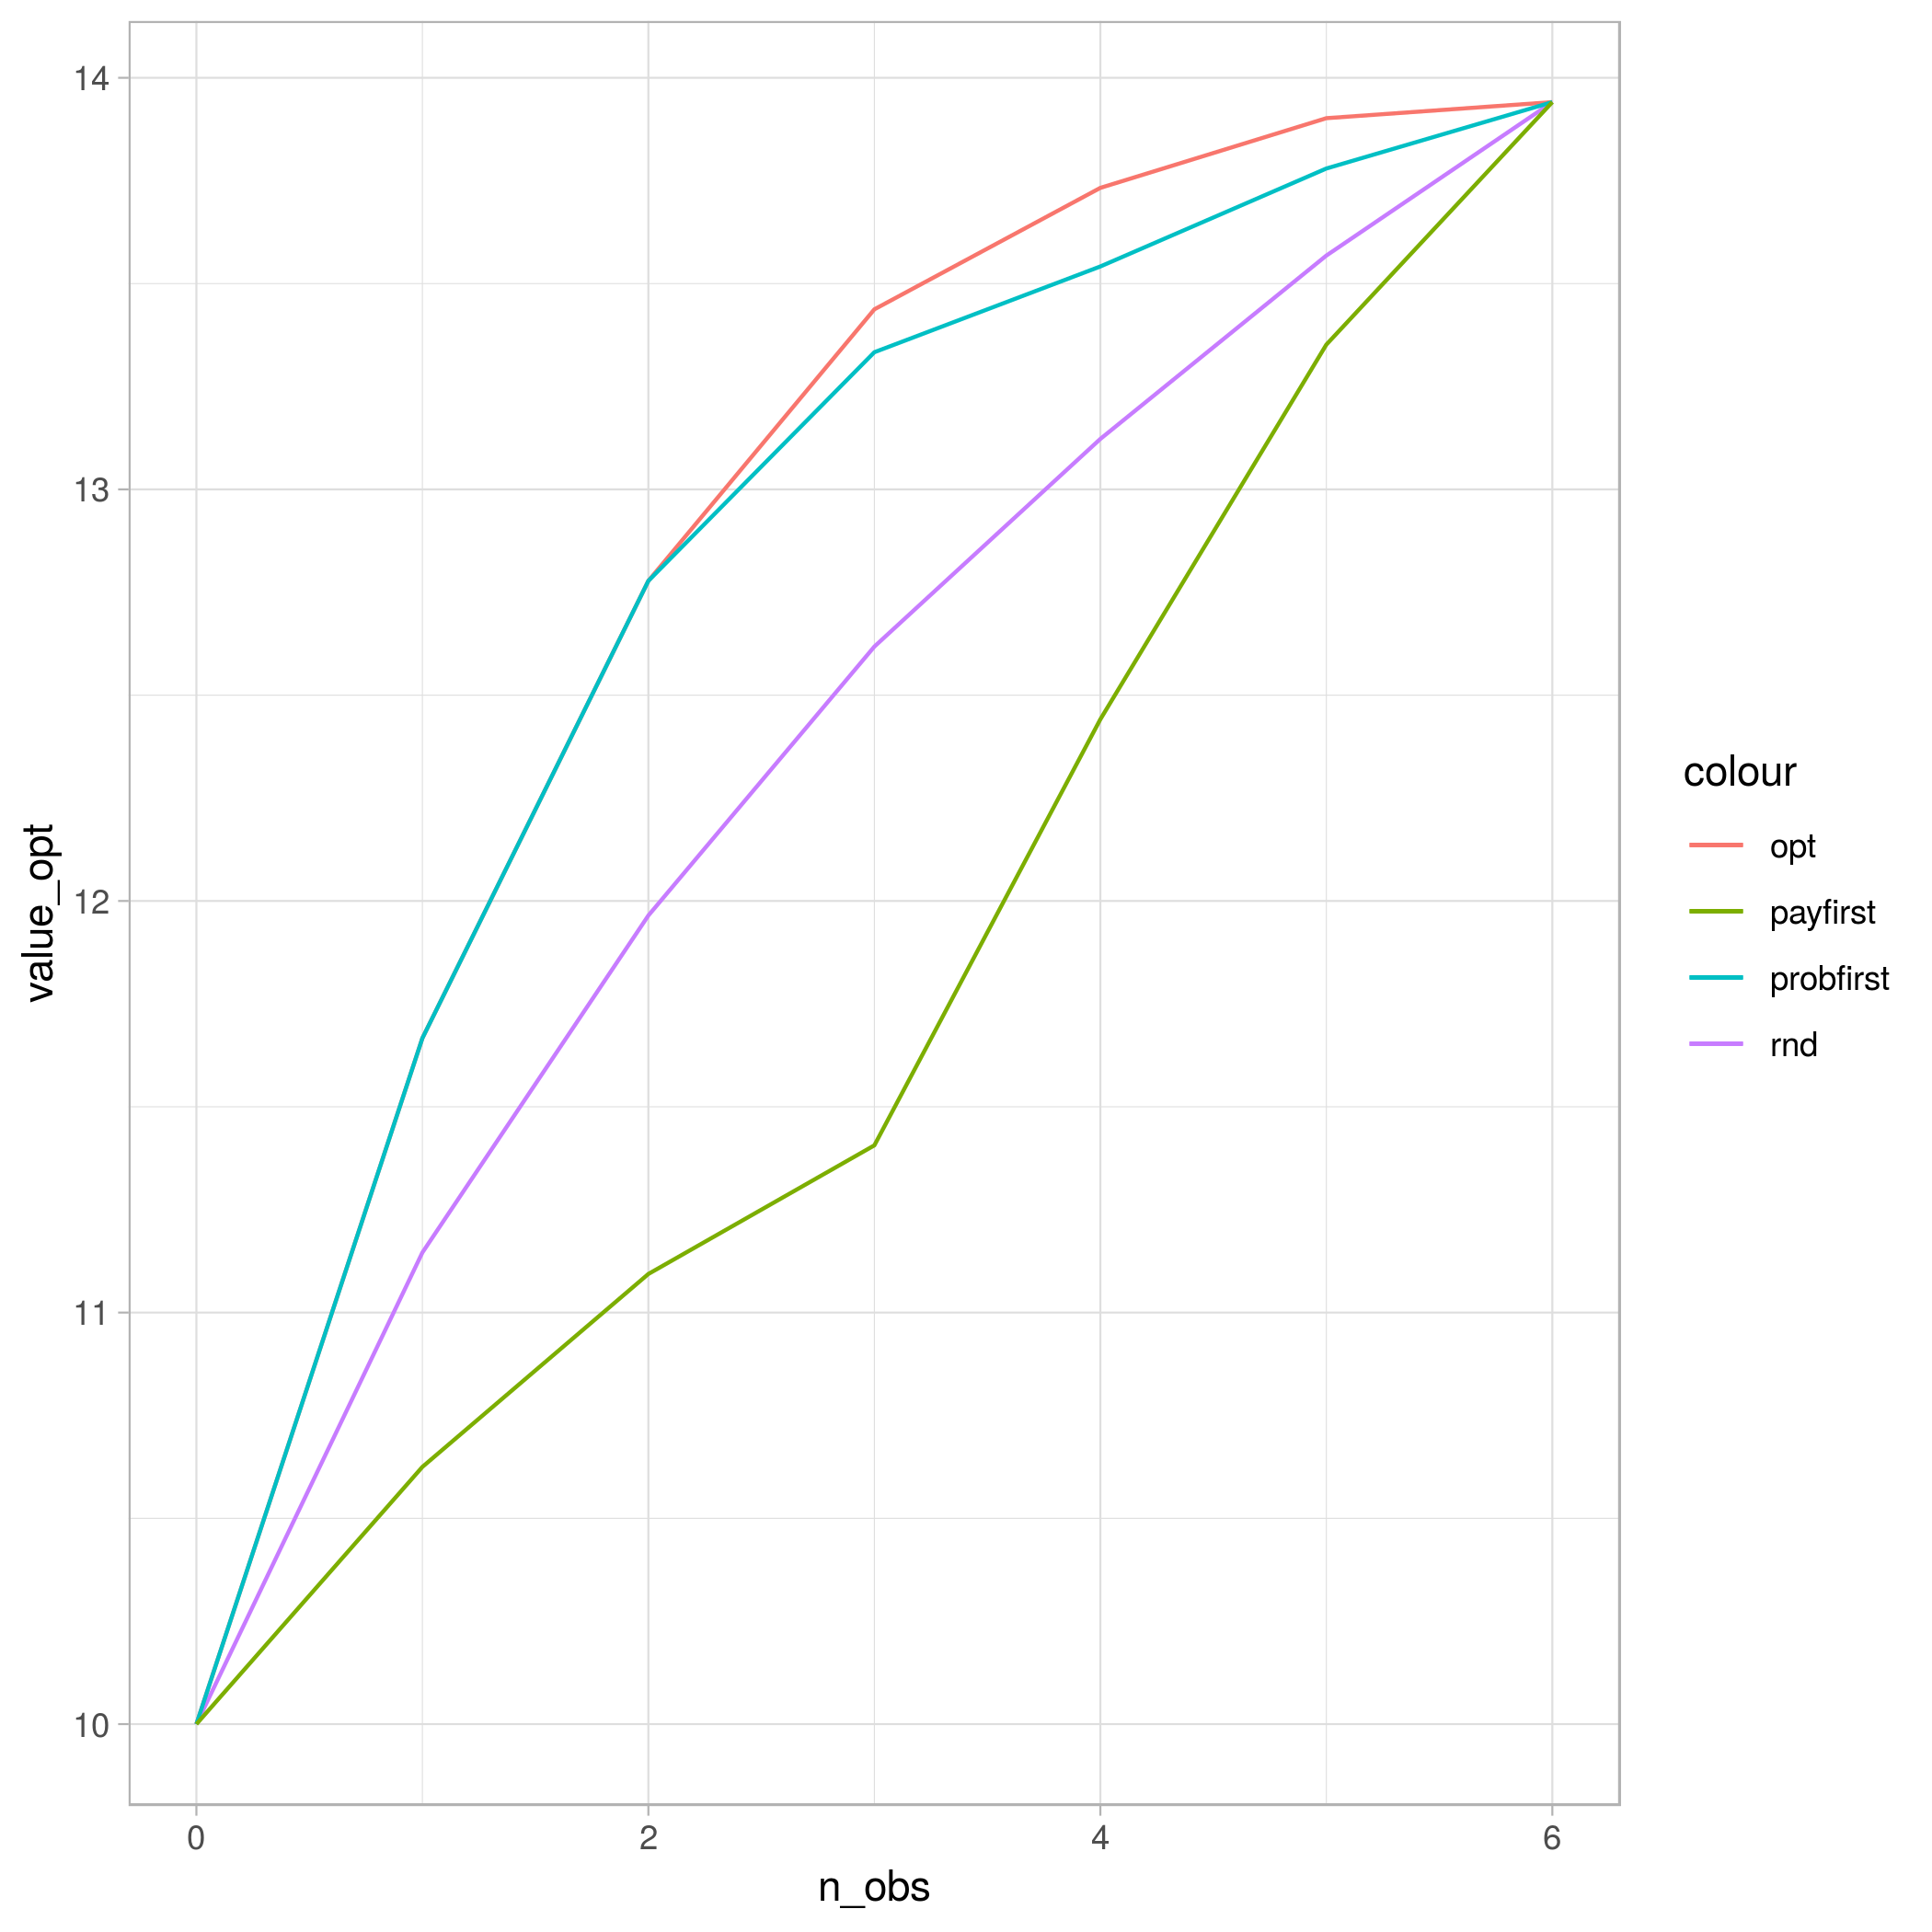 14
13
12
11
10
value_opt
0 2 4 6
n_obs
colour
opt
payfirst
probfirst
rnd